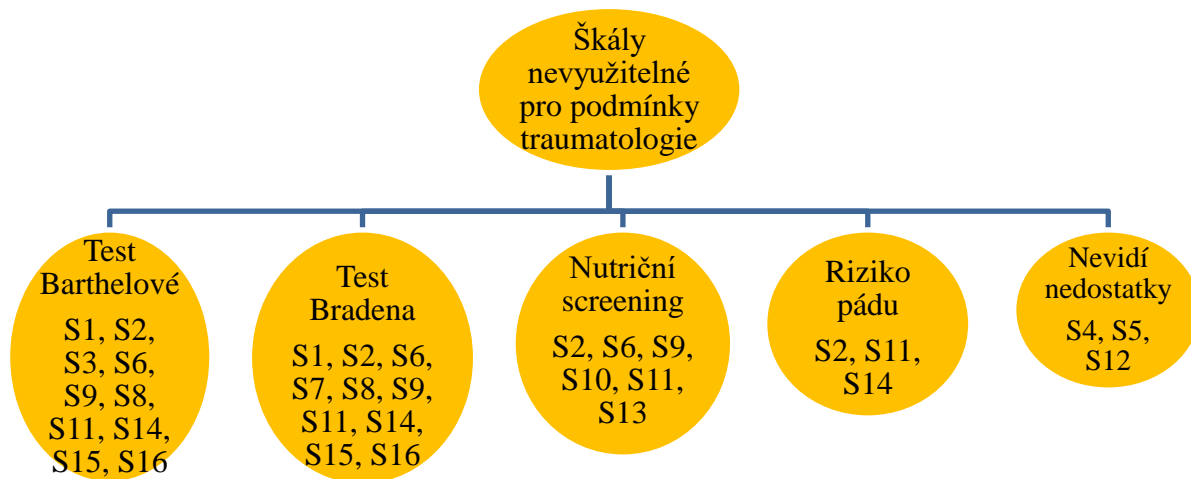 Škály
nevyužitelné
pro podmínky
traumatologie
Test
Barthelové
S1, S2,
S3, S6,
S9, S8,
S11, S14,
S15, S16
Test
Bradena
S1, S2, S6,
S7, S8, S9,
S11, S14,
S15, S16
Nutriční
screening
S2, S6, S9,
S10, S11,
S13
Riziko
pádu
S2, S11,
S14
Nevidí
nedostatky
S4, S5,
S12